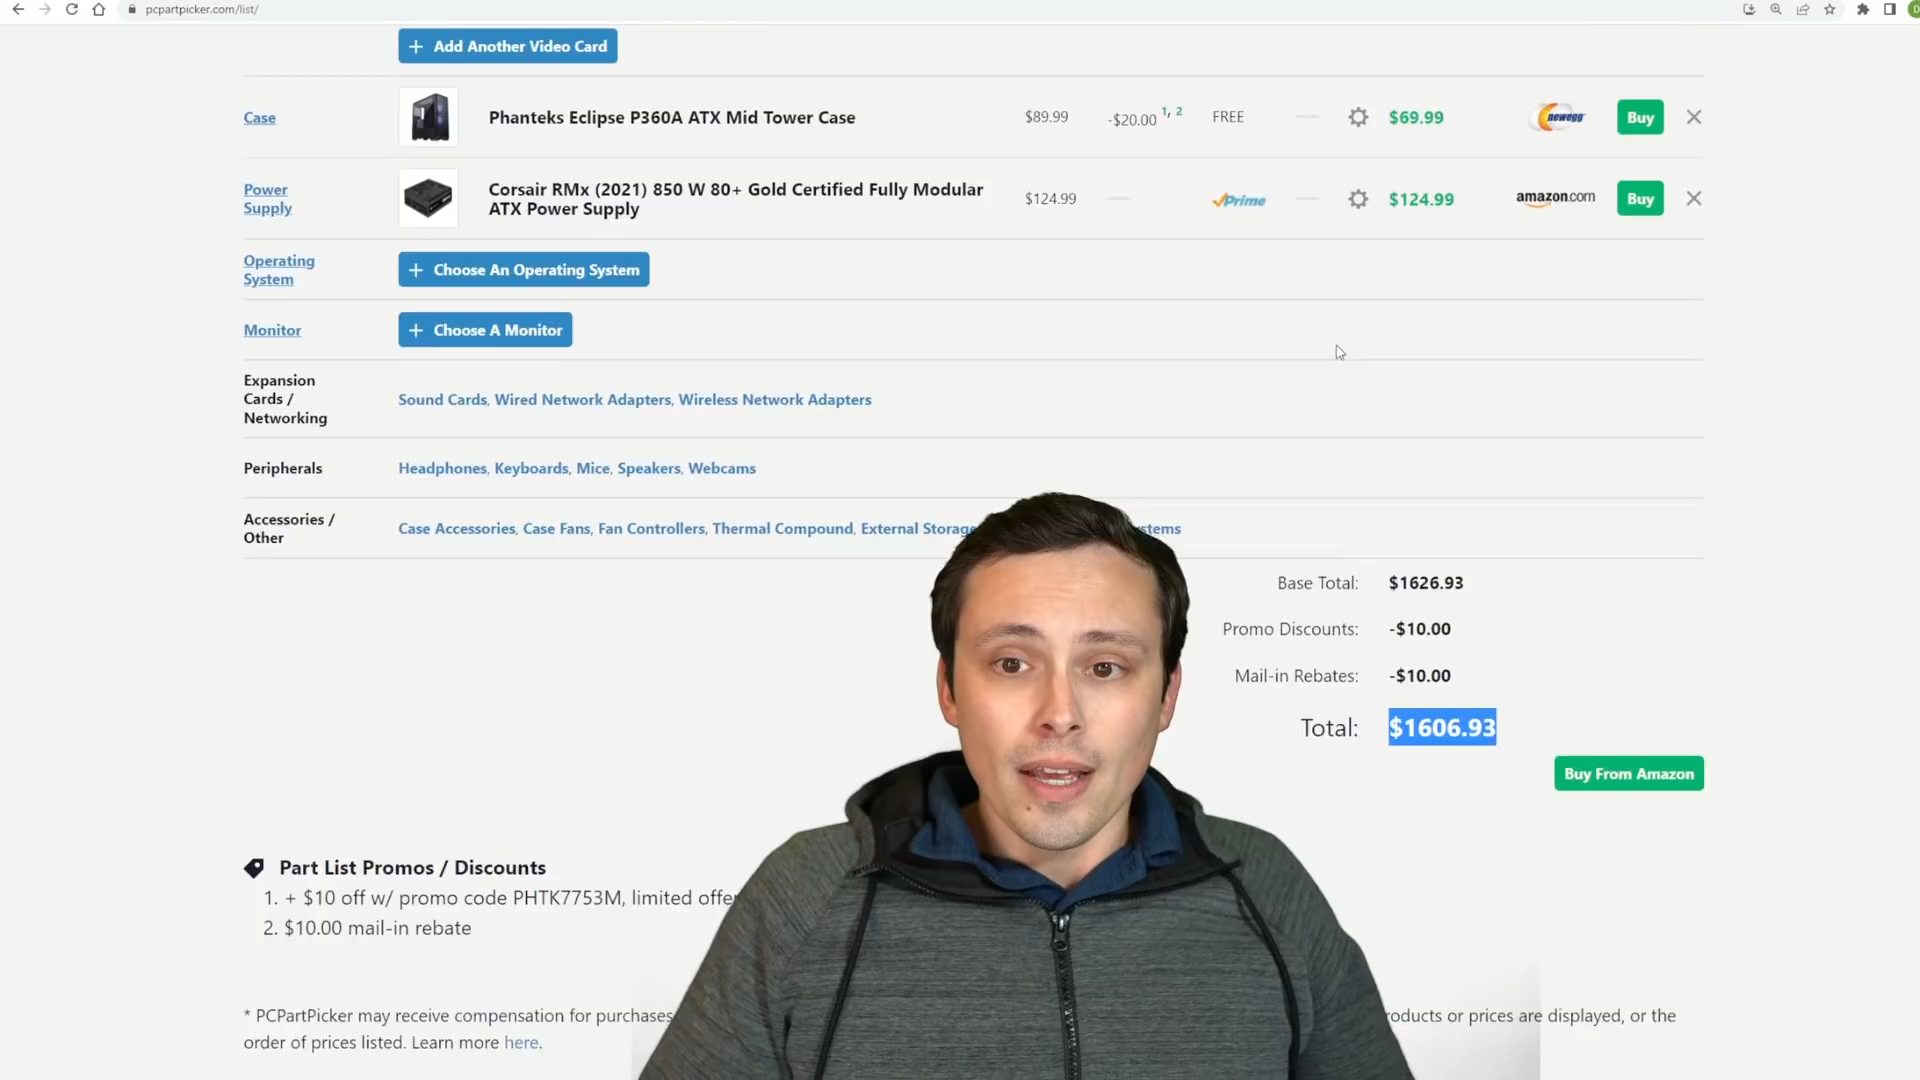 pcpartpicker.com/list/
D
+ Add Another Video Card
Case Phanteks Eclipse P360A ATX Mid Tower Case $89.99 -$20.00 1, 2 FREE — $69.99 newegg Buy
Power Supply Corsair RMx (2021) 850 W 80+ Gold Certified Fully Modular ATX Power Supply $124.99 — Prime — $124.99 amazon.com Buy
Operating System + Choose An Operating System
Monitor + Choose A Monitor
Expansion Cards / Networking Sound Cards, Wired Network Adapters, Wireless Network Adapters
Peripherals Headphones, Keyboards, Mice, Speakers, Webcams
Accessories / Other Case Accessories, Case Fans, Fan Controllers, Thermal Compound, External Storage
Base Total: $1626.93
Promo Discounts: -$10.00
Mail-in Rebates: -$10.00
Total: $1606.93
Buy From Amazon
Part List Promos / Discounts
1. + $10 off w/ promo code PHTK7753M, limited
2. $10.00 mail-in rebate
* PCPartPicker may receive compensation for purchases or prices are displayed, or the
order of prices listed. Learn more here.